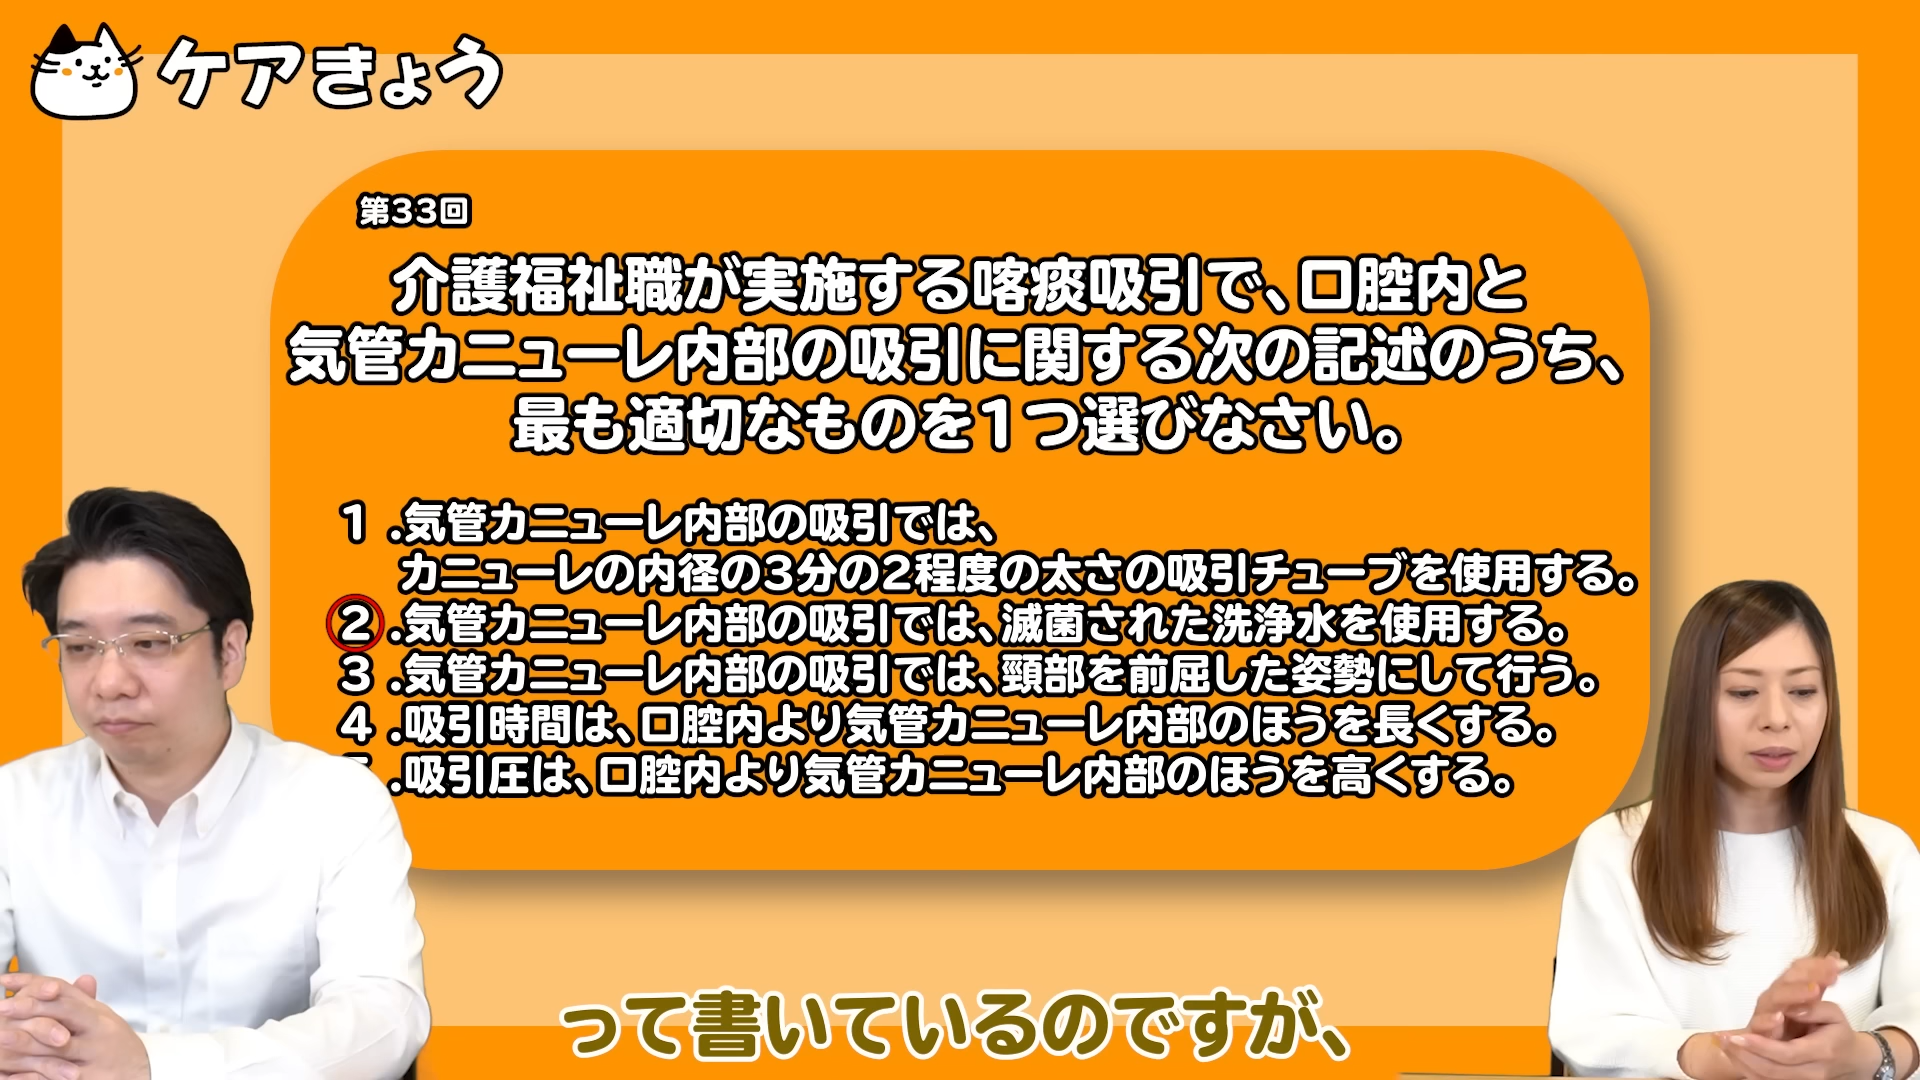 ケアきょう
第33回
介護福祉職が実施する喀痰吸引で、口腔内と
気管カニューレ内部の吸引に関する次の記述のうち、
最も適切なものを1つ選びなさい。
1 .気管カニューレ内部の吸引では、
カニューレの内径の3分の2程度の太さの吸引チューブを使用する。
2 .気管カニューレ内部の吸引では、滅菌された洗浄水を使用する。
3 .気管カニューレ内部の吸引では、頸部を前屈した姿勢にして行う。
4 .吸引時間は、口腔内より気管カニューレ内部のほうを長くする。
.吸引圧は、口腔内より気管カニューレ内部のほうを高くする。
って書いているのですが、